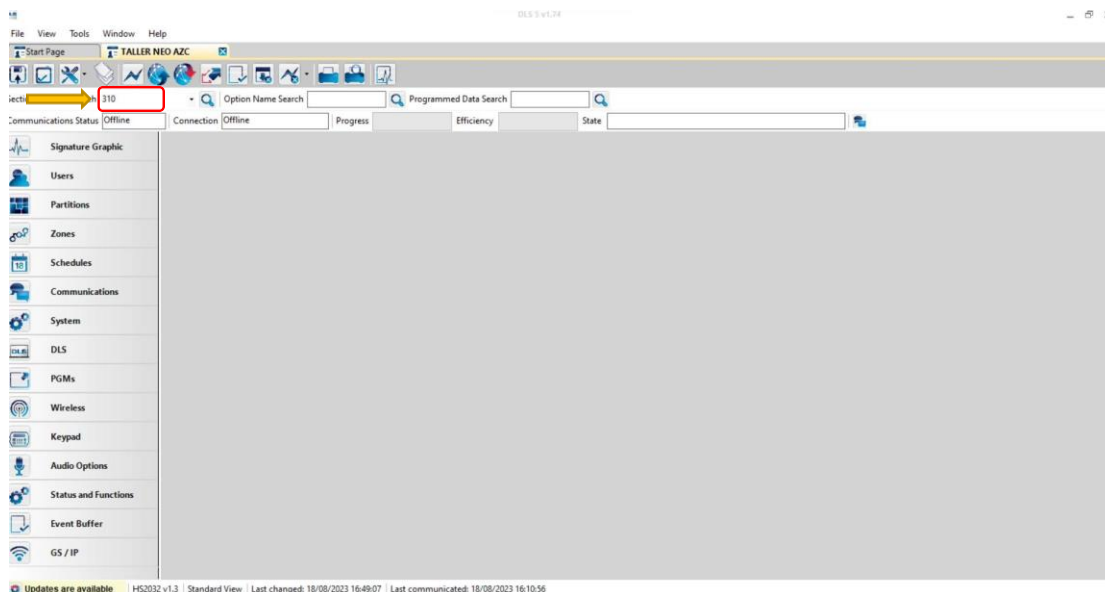 DLS 5 v1.74
File View Tools Window Help
Start Page TALLER NEO AZC
310 Option Name Search Programmed Data Search
Communications Status Offline Connection Offline Progress Efficiency State
Signature Graphic
Users
Partitions
Zones
18 Schedules
Communications
System
DLS DLS
PGMs
Wireless
Keypad
Audio Options
Status and Functions
Event Buffer
GS / IP
Updates are available HS2032 v1.3 Standard View Last changed: 18/08/2023 16:49:07 Last communicated: 18/08/2023 16:10:56